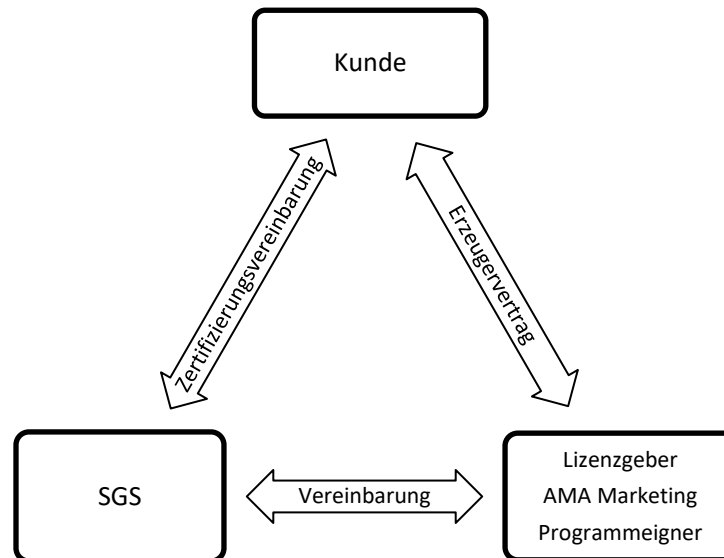 Kunde
Zertifizierungsvereinbarung
Erzeugervertrag
SGS
Vereinbarung
Lizenzgeber
AMA Marketing
Programmeigner